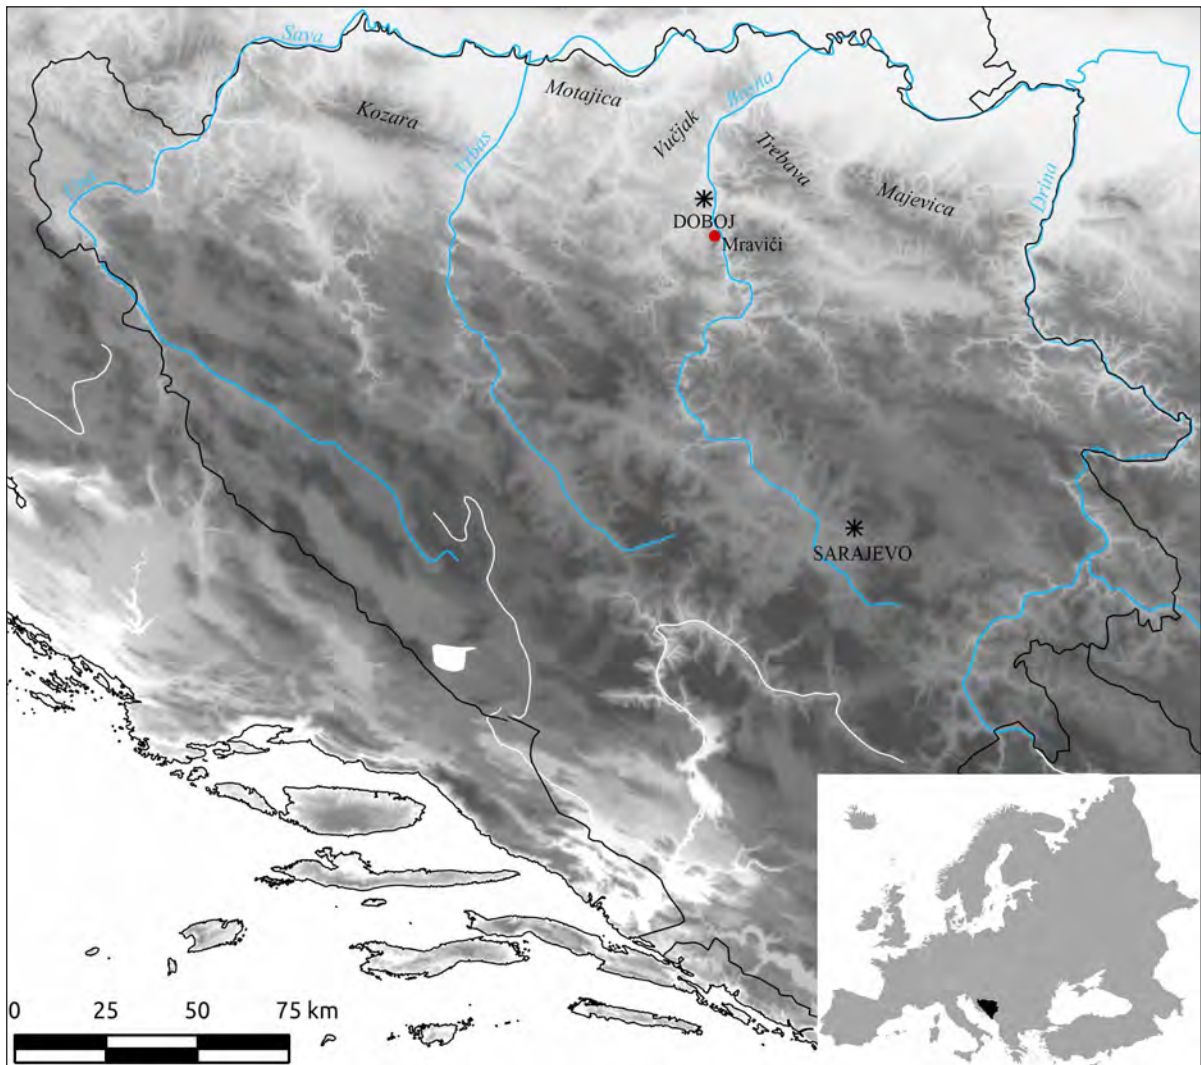 Sava
Motajica
Bosna
Kozara
Vučjak
Vrbas
Trebava
Una
Majevica
Drina
DOBOJ
Mravići
SARAJEVO
0 25 50 75 km